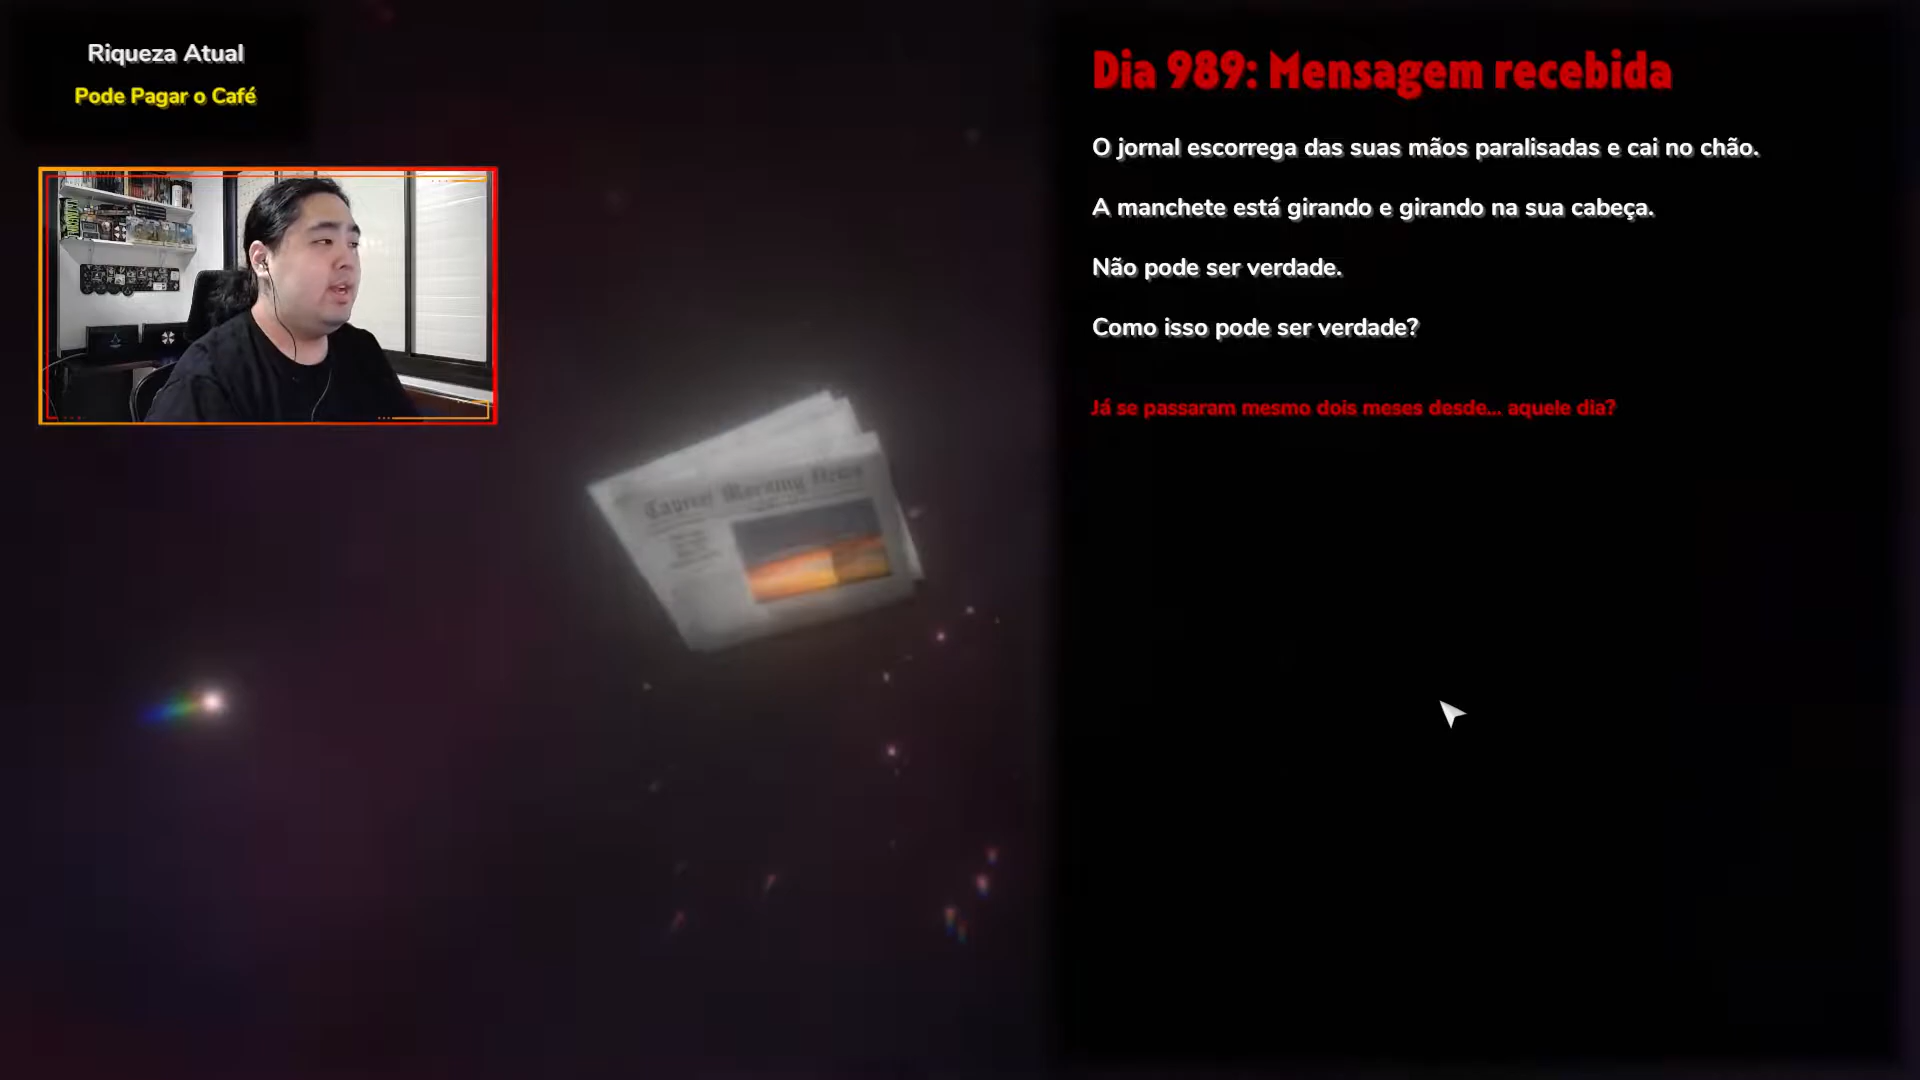 Riqueza Atual
Pode Pagar o Café
Dia 989: Mensagem recebida
O jornal escorrega das suas mãos paralisadas e cai no chão.
A manchete está girando e girando na sua cabeça.
Não pode ser verdade.
Como isso pode ser verdade?
Já se passaram mesmo dois meses desde... aquele dia?
Morning News